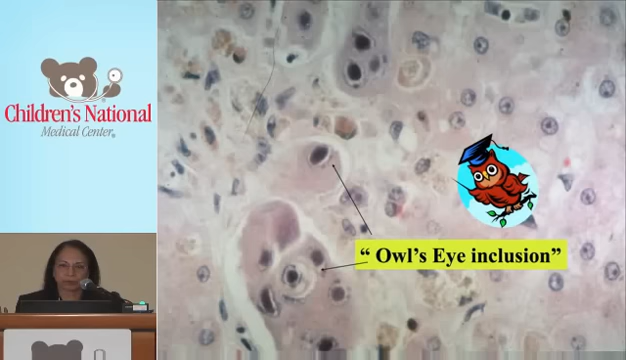 Children's National
Medical Center®
“ Owl’s Eye inclusion”